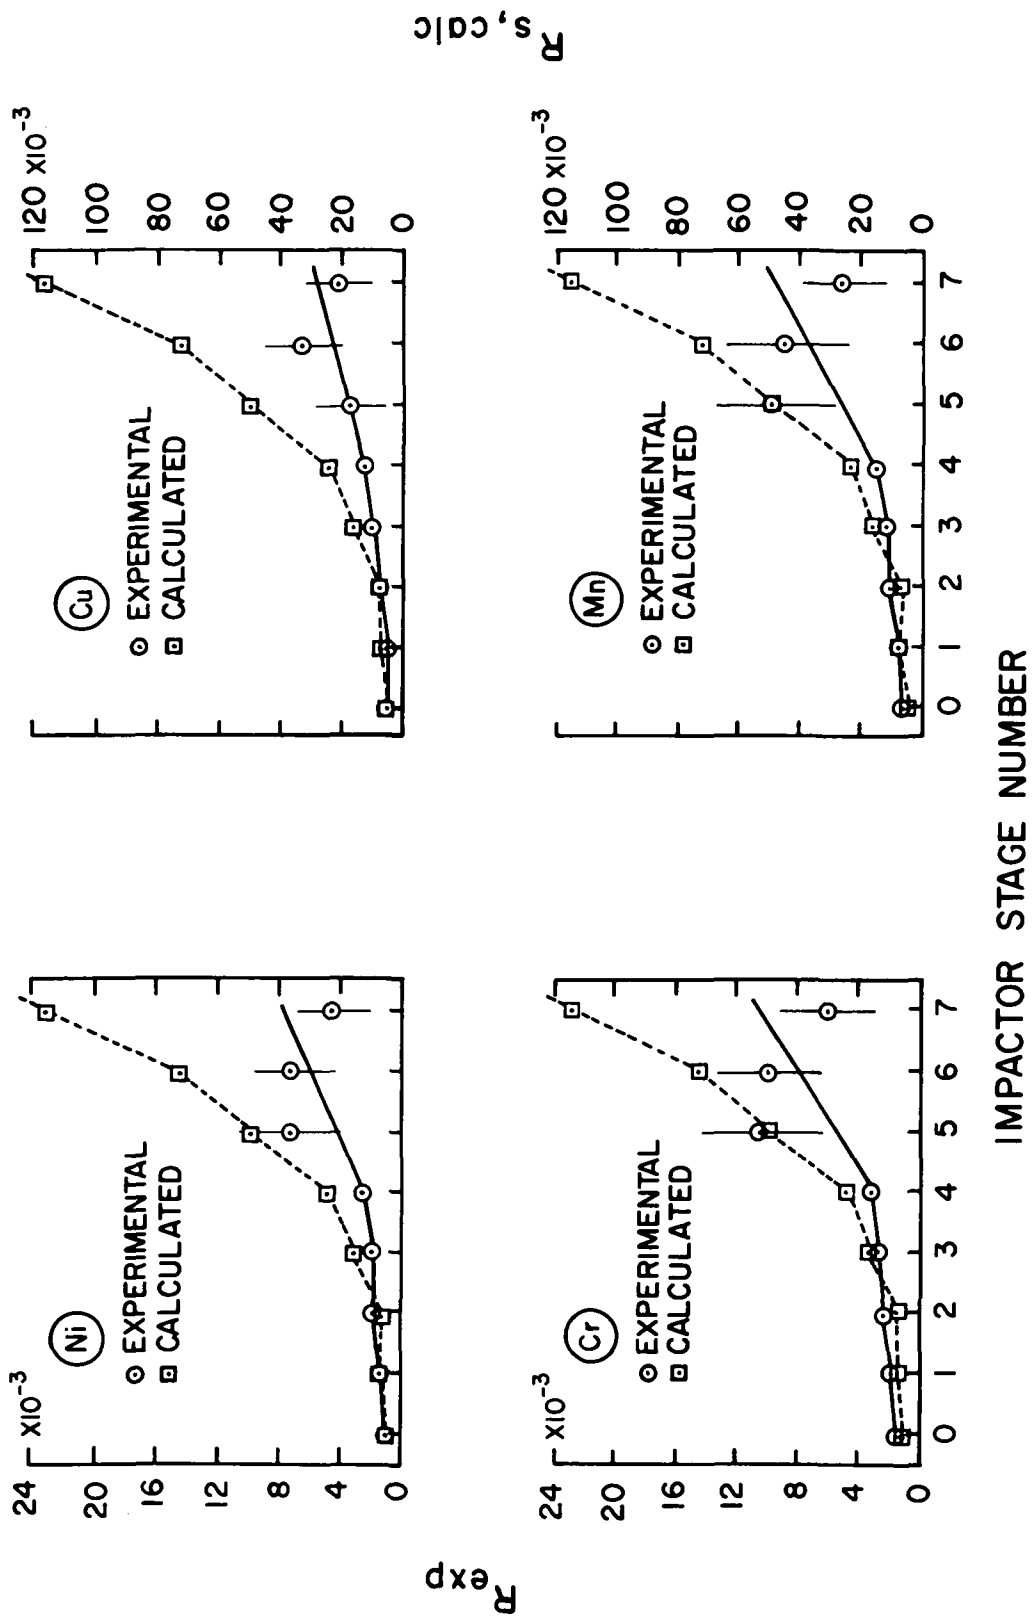 Ni
Cu
x10⁻³
24
20
16
12
8
4
0
⊙ EXPERIMENTAL
⊡ CALCULATED
⊙ EXPERIMENTAL
⊡ CALCULATED
120 x10⁻³
100
80
60
40
20
0
Cr
Mn
x10⁻³
24
20
16
12
8
4
0
⊙ EXPERIMENTAL
⊡ CALCULATED
⊙ EXPERIMENTAL
⊡ CALCULATED
120 x10⁻³
100
80
60
40
20
0
0 1 2 3 4 5 6 7
0 1 2 3 4 5 6 7
R exp
R s, calc
IMPACTOR STAGE NUMBER